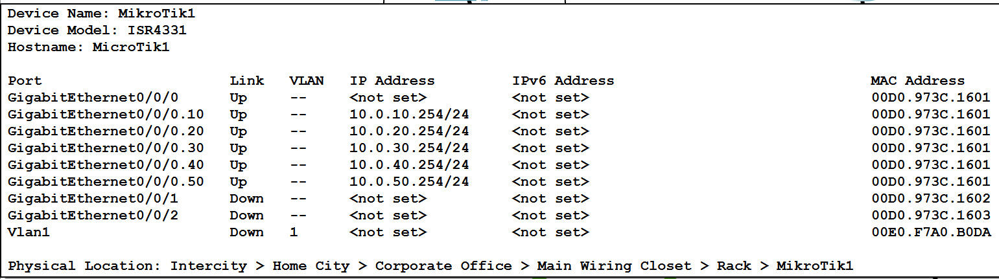 Device Name: MikroTik1
Device Model: ISR4331
Hostname: MicroTik1
Port Link VLAN IP Address IPv6 Address MAC Address
GigabitEthernet0/0/0 Up -- <not set> <not set> 00D0.973C.1601
GigabitEthernet0/0/0.10 Up -- 10.0.10.254/24 <not set> 00D0.973C.1601
GigabitEthernet0/0/0.20 Up -- 10.0.20.254/24 <not set> 00D0.973C.1601
GigabitEthernet0/0/0.30 Up -- 10.0.30.254/24 <not set> 00D0.973C.1601
GigabitEthernet0/0/0.40 Up -- 10.0.40.254/24 <not set> 00D0.973C.1601
GigabitEthernet0/0/0.50 Up -- 10.0.50.254/24 <not set> 00D0.973C.1601
GigabitEthernet0/0/1 Down -- <not set> <not set> 00D0.973C.1602
GigabitEthernet0/0/2 Down -- <not set> <not set> 00D0.973C.1603
Vlan1 Down 1 <not set> <not set> 00E0.F7A0.B0DA
Physical Location: Intercity > Home City > Corporate Office > Main Wiring Closet > Rack > MikroTik1